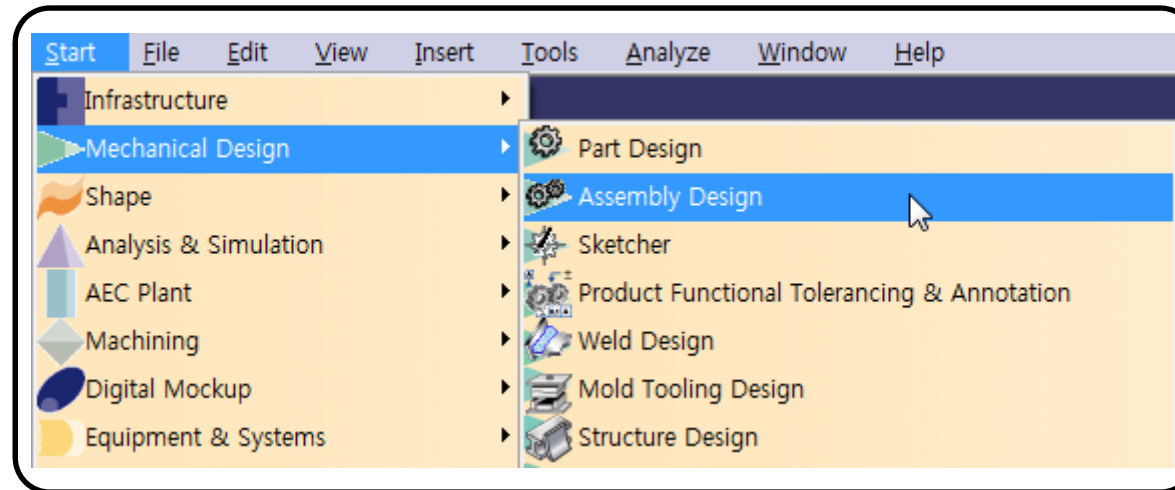 Start File Edit View Insert Tools Analyze Window Help
Infrastructure
Mechanical Design
Shape
Analysis & Simulation
AEC Plant
Machining
Digital Mockup
Equipment & Systems
Part Design
Assembly Design
Sketcher
Product Functional Tolerancing & Annotation
Weld Design
Mold Tooling Design
Structure Design